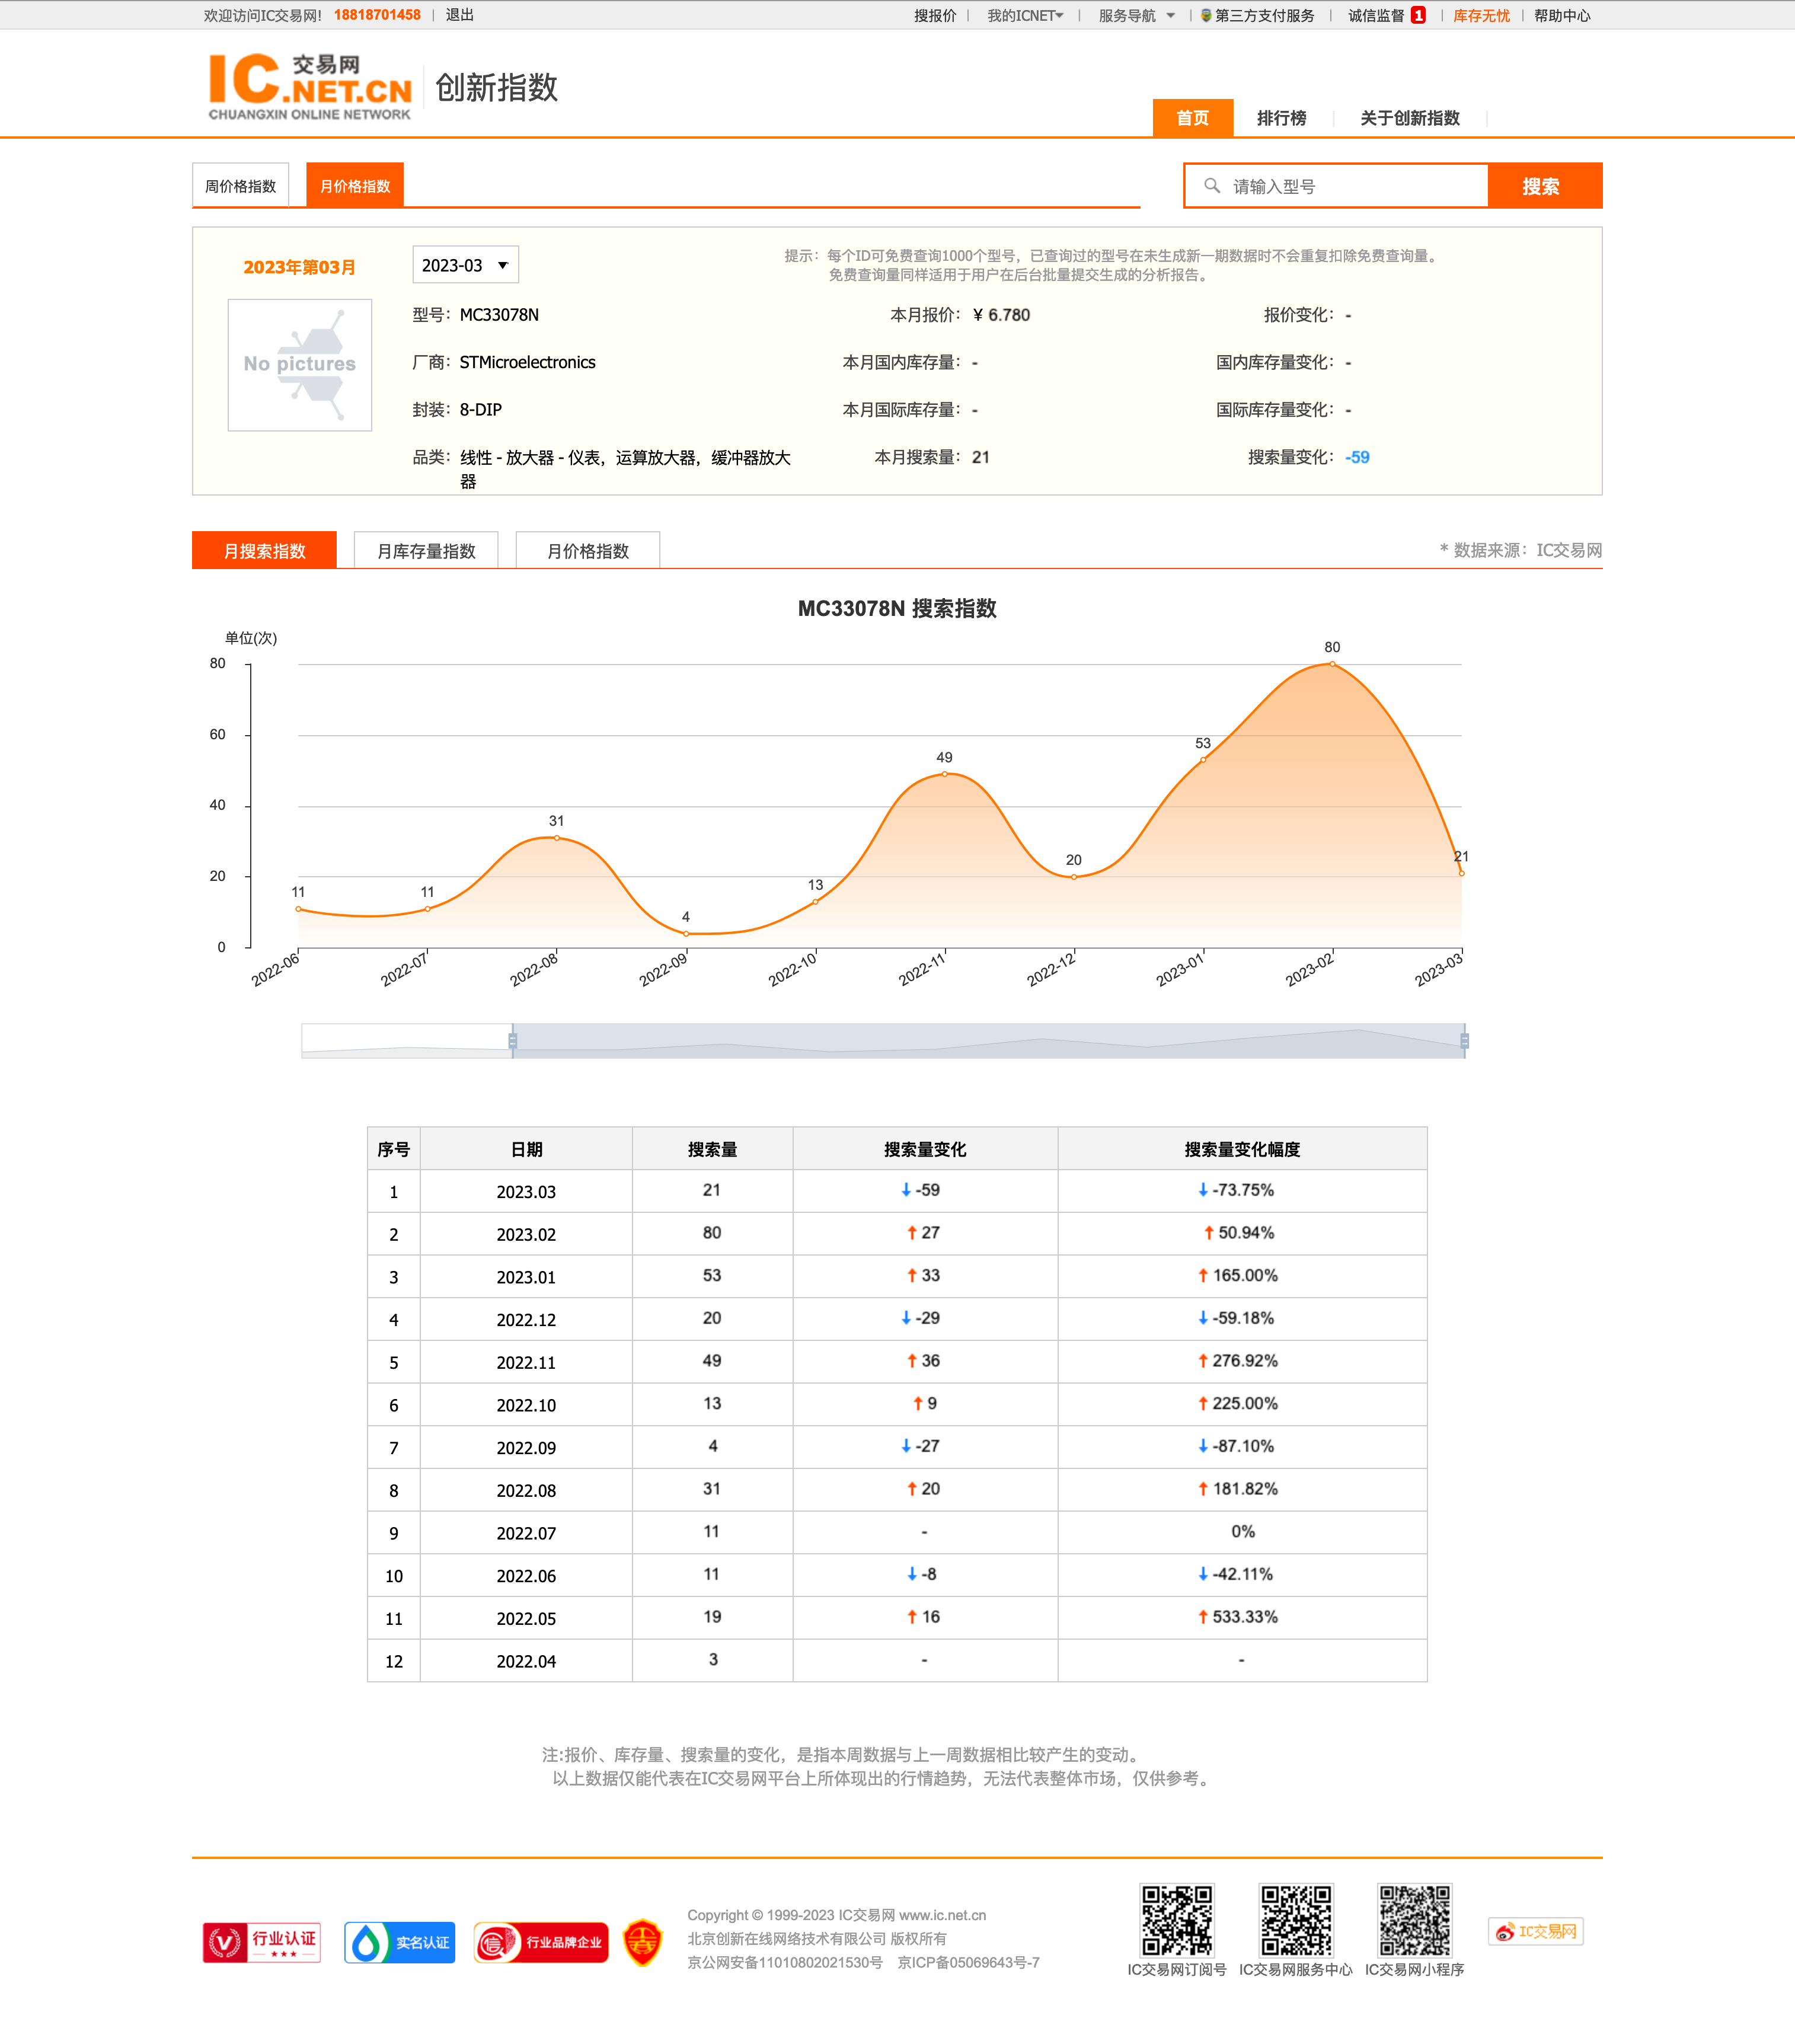 欢迎访问IC交易网! 18818701458 | 退出
搜报价 | 我的ICNET | 服务导航 | 第三方支付服务 | 诚信监督 1 | 库存无忧 | 帮助中心
IC交易网.NET.CN
CHUANGXIN ONLINE NETWORK
创新指数
首页 排行榜 关于创新指数
周价格指数 月价格指数
请输入型号 搜索
2023年第03月 2023-03
提示：每个ID可免费查询1000个型号，已查询过的型号在未生成新一期数据时不会重复扣除免费查询量。
免费查询量同样适用于用户在后台批量提交生成的分析报告。
No pictures
型号：MC33078N 本月报价：¥ 6.780 报价变化：-
厂商：STMicroelectronics 本月国内库存量：- 国内库存量变化：-
封装：8-DIP 本月国际库存量：- 国际库存量变化：-
品类：线性 - 放大器 - 仪表，运算放大器，缓冲器放大 本月搜索量：21 搜索量变化：-59
器
月搜索指数 月库存量指数 月价格指数 * 数据来源：IC交易网
MC33078N 搜索指数
单位(次)
80
60
40
20
0
11 11 31 4 13 49 20 53 80 21
2022-06 2022-07 2022-08 2022-09 2022-10 2022-11 2022-12 2023-01 2023-02 2023-03
序号 日期 搜索量 搜索量变化 搜索量变化幅度
1 2023.03 21 ↓ -59 ↓ -73.75%
2 2023.02 80 ↑ 27 ↑ 50.94%
3 2023.01 53 ↑ 33 ↑ 165.00%
4 2022.12 20 ↓ -29 ↓ -59.18%
5 2022.11 49 ↑ 36 ↑ 276.92%
6 2022.10 13 ↑ 9 ↑ 225.00%
7 2022.09 4 ↓ -27 ↓ -87.10%
8 2022.08 31 ↑ 20 ↑ 181.82%
9 2022.07 11 - 0%
10 2022.06 11 ↓ -8 ↓ -42.11%
11 2022.05 19 ↑ 16 ↑ 533.33%
12 2022.04 3 - -
注:报价、库存量、搜索量的变化，是指本周数据与上一周数据相比较产生的变动。
以上数据仅能代表在IC交易网平台上所体现出的行情趋势，无法代表整体市场，仅供参考。
行业认证
实名认证
信 行业品牌企业
Copyright © 1999-2023 IC交易网 www.ic.net.cn
北京创新在线网络技术有限公司 版权所有
京公网安备11010802021530号 京ICP备05069643号-7
IC交易网订阅号 IC交易网服务中心 IC交易网小程序
IC交易网